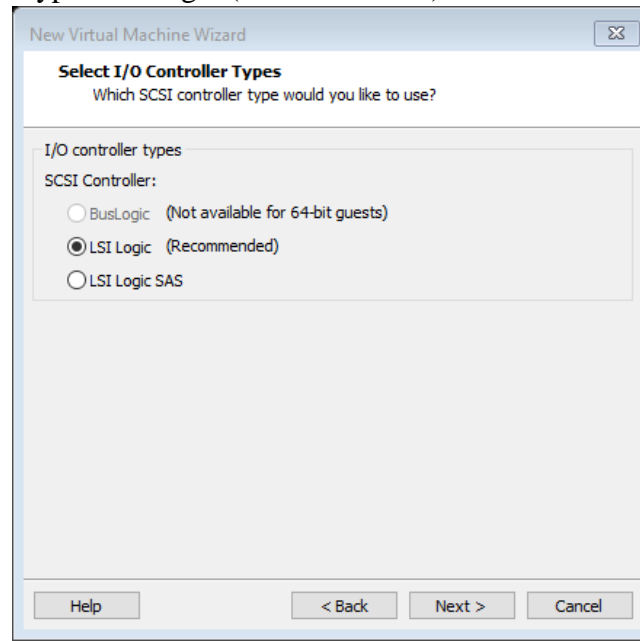 New Virtual Machine Wizard
Select I/O Controller Types
Which SCSI controller type would you like to use?
I/O controller types
SCSI Controller:
BusLogic (Not available for 64-bit guests)
LSI Logic (Recommended)
LSI Logic SAS
Help < Back Next > Cancel